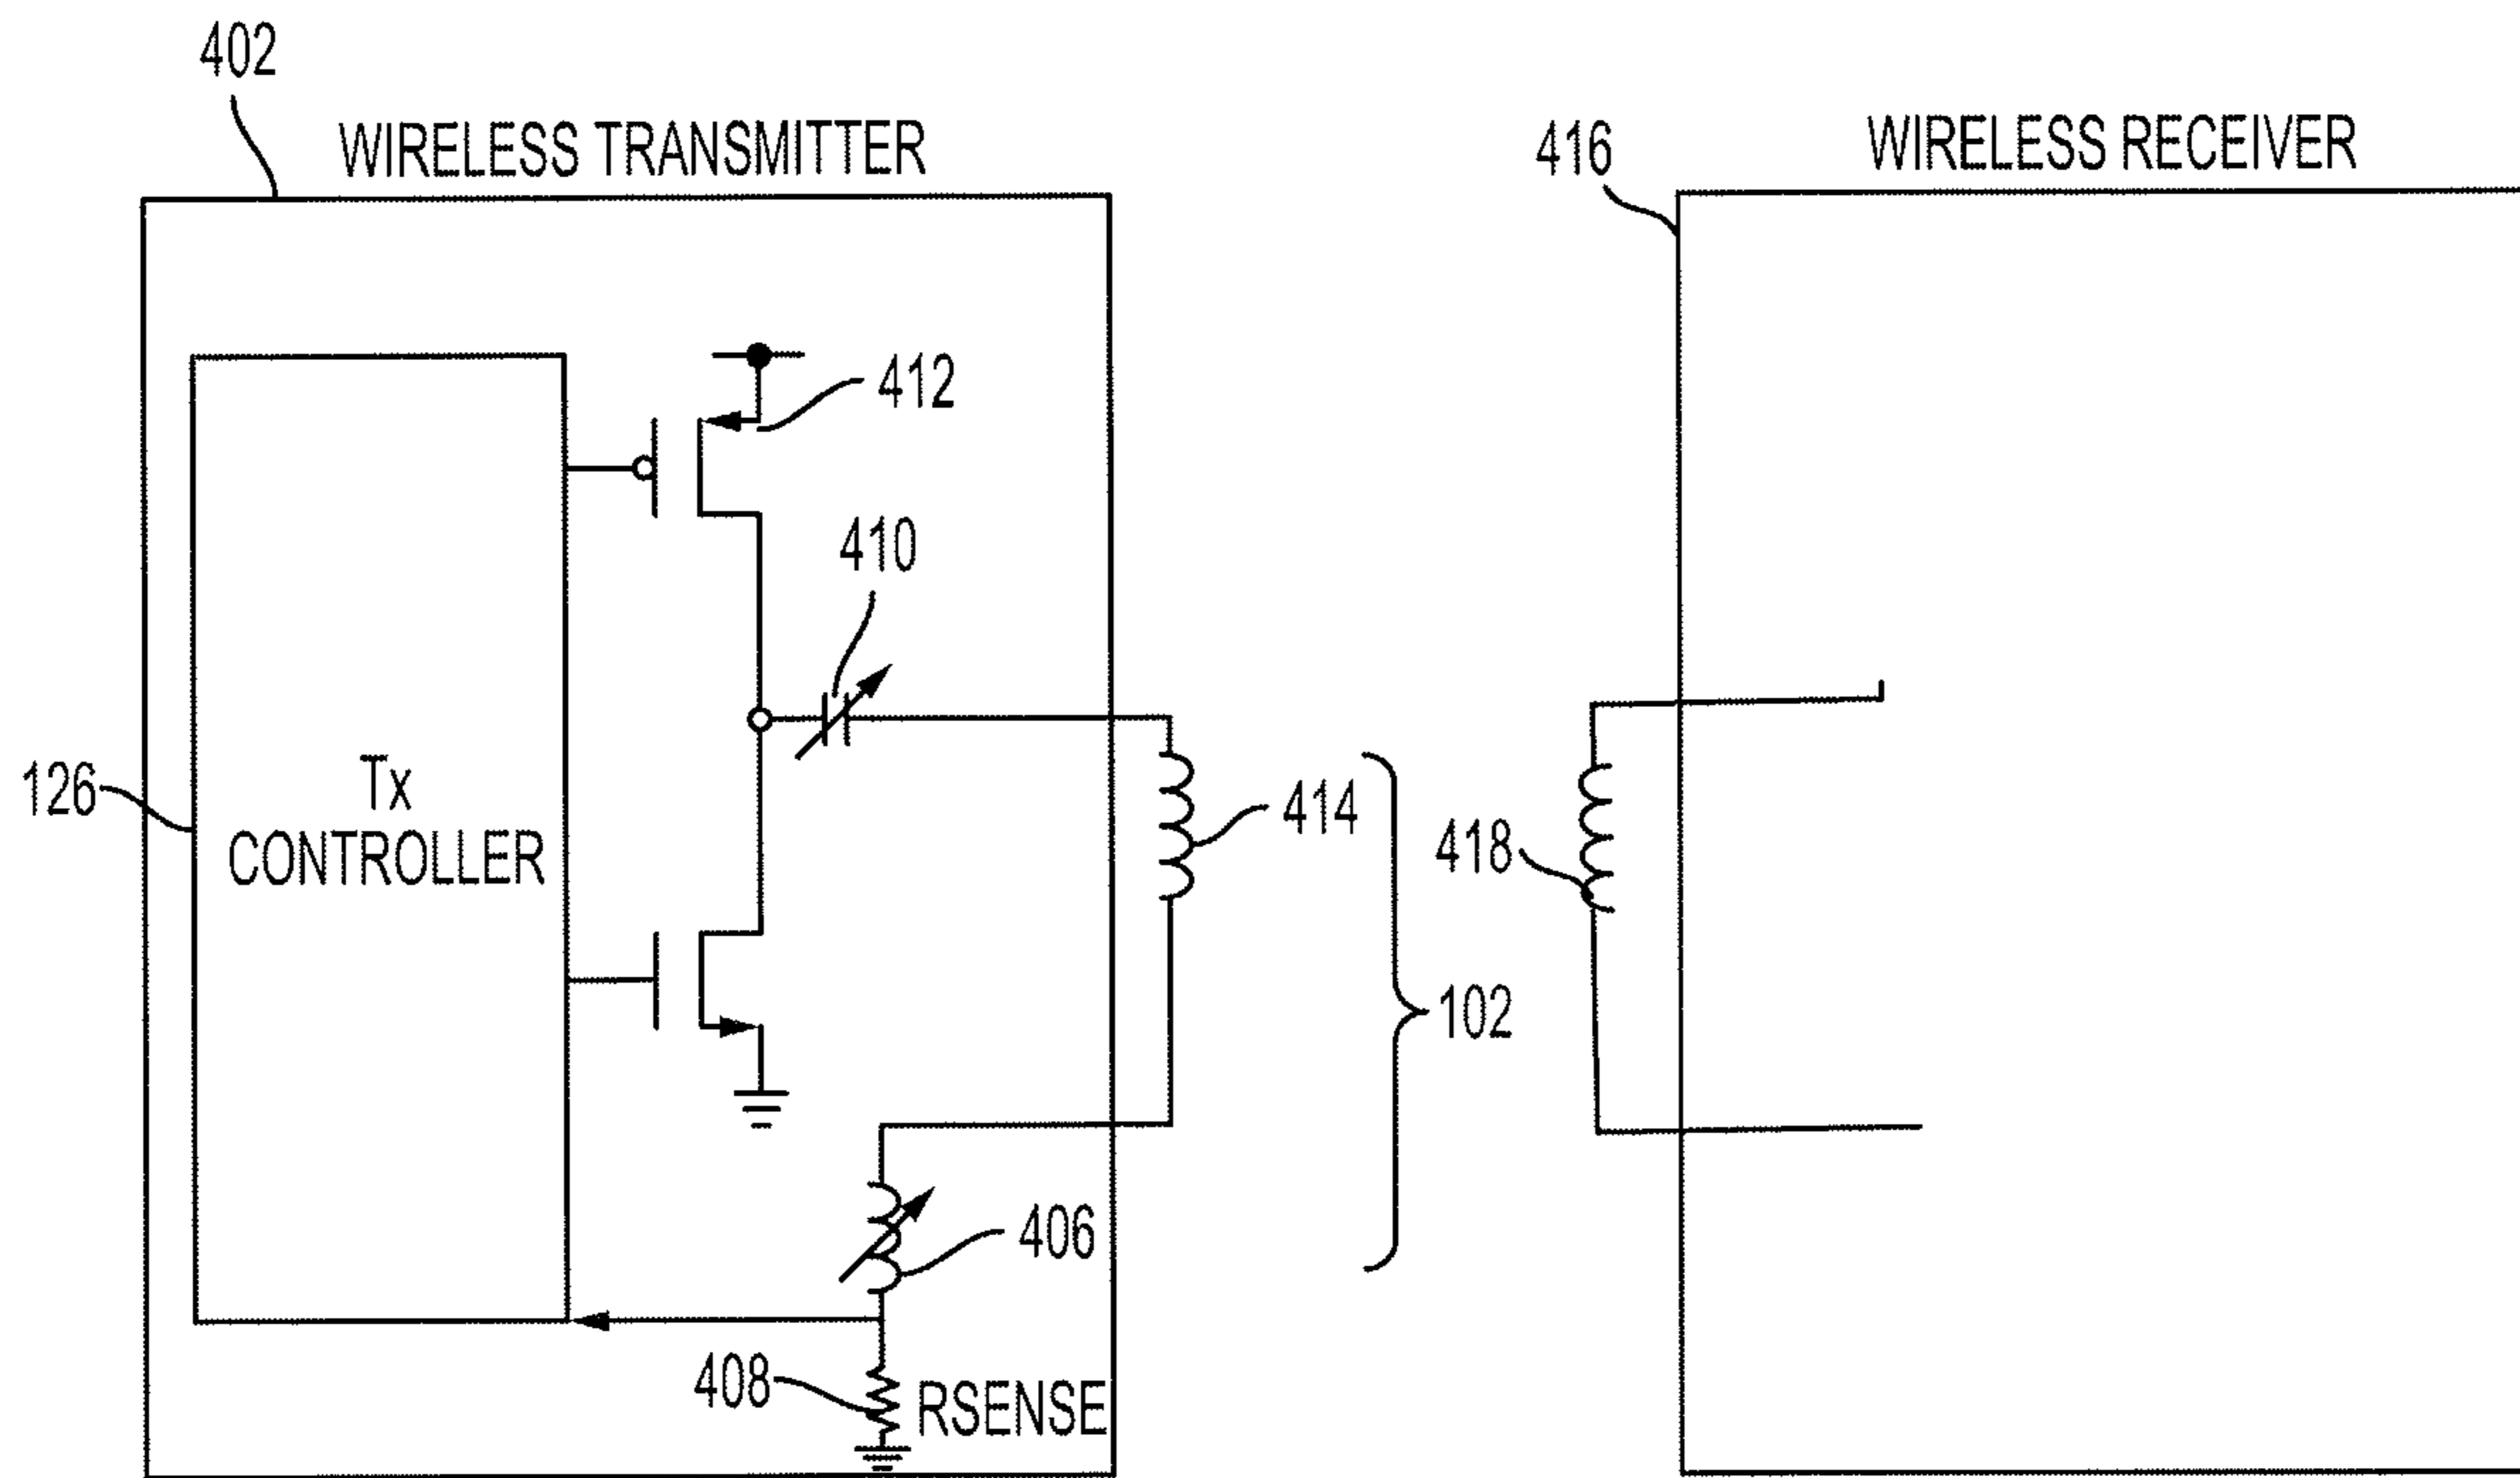 402
WIRELESS TRANSMITTER
416
WIRELESS RECEIVER
412
410
126
Tx
CONTROLLER
414
418
102
406
408
RSENSE